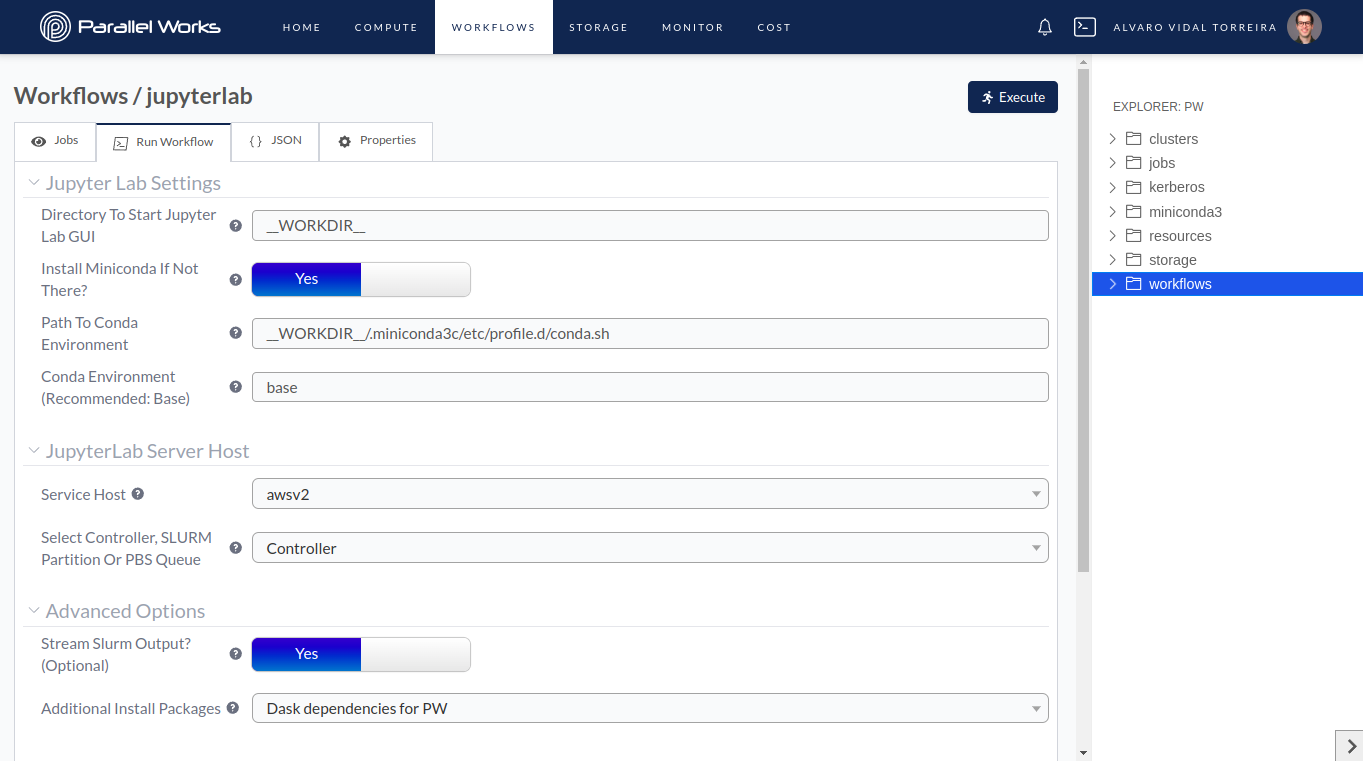 Parallel Works HOME COMPUTE WORKFLOWS STORAGE MONITOR COST ALVARO VIDAL TORREIRA
Workflows / jupyterlab
Execute
Jobs Run Workflow {} JSON Properties
Jupyter Lab Settings
Directory To Start Jupyter
Lab GUI
__WORKDIR__
Install Miniconda If Not
There?
Yes
Path To Conda
Environment
__WORKDIR__/.miniconda3c/etc/profile.d/conda.sh
Conda Environment
(Recommended: Base)
base
JupyterLab Server Host
Service Host
awsv2
Select Controller, SLURM
Partition Or PBS Queue
Controller
Advanced Options
Stream Slurm Output?
(Optional)
Yes
Additional Install Packages
Dask dependencies for PW
EXPLORER: PW
clusters
jobs
kerberos
miniconda3
resources
storage
workflows